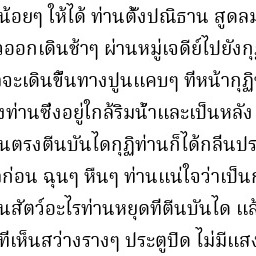 น้อยๆ ให้ได้ ท่านตั้งปณิธาน สูดลม
ออกเดินช้าๆ ผ่านหมู่เจดีย์ไปยังกุ
จะเดินขึ้นทางปูนแคบๆ ที่หน้ากุฏิ
งท่านซึ่งอยู่ใกล้ริมน้ำและเป็นหลัง
นตรงตีนบันไดกุฏิท่านก็ได้กลิ่นปร
ก่อน ฉุนๆ หืนๆ ท่านแน่ใจว่าเป็นก
นสัตว์อะไรท่านหยุดที่ตีนบันได แล้
ที่เห็นสว่างรางๆ ประตูปิด ไม่มีแสง